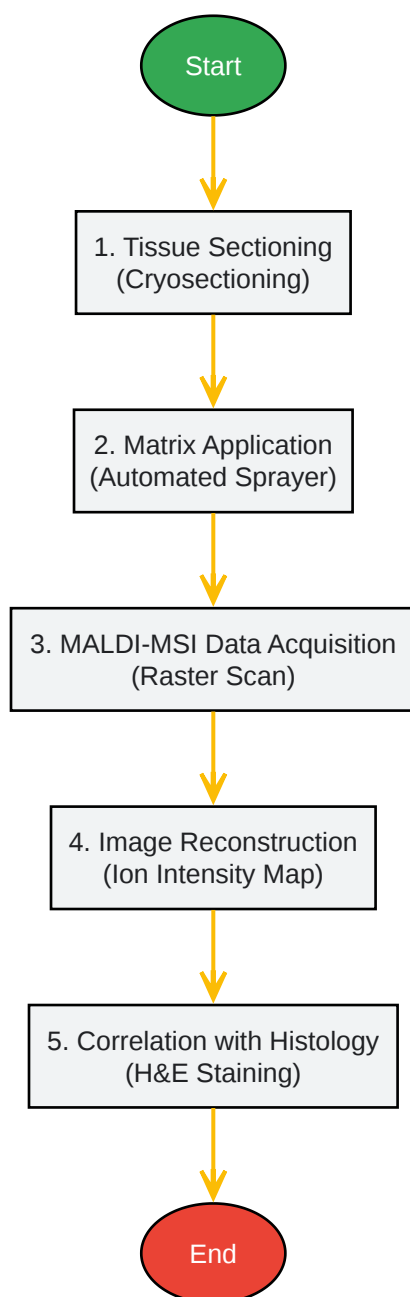 Start
1. Tissue Sectioning
(Cryosectioning)
2. Matrix Application
(Automated Sprayer)
3. MALDI-MSI Data Acquisition
(Raster Scan)
4. Image Reconstruction
(Ion Intensity Map)
5. Correlation with Histology
(H&E Staining)
End